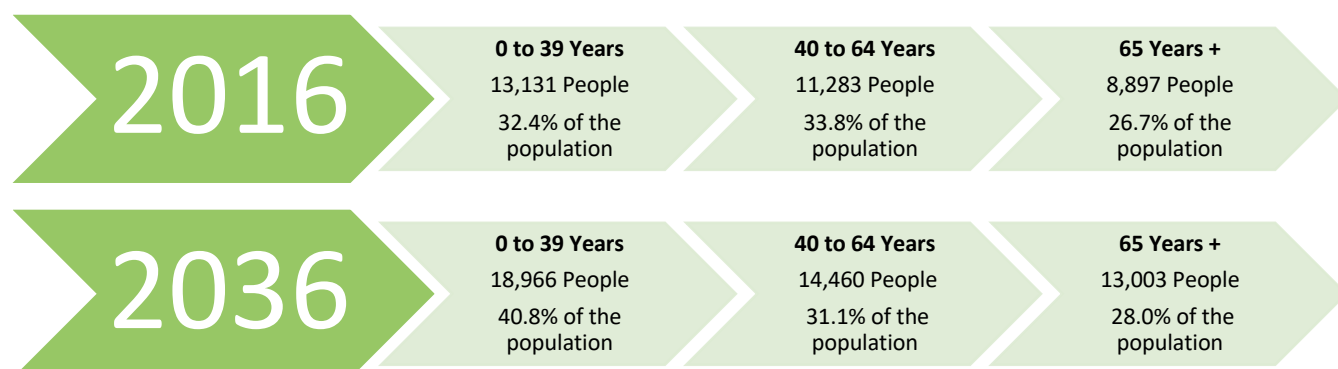 2016
0 to 39 Years
13,131 People
32.4% of the
population
40 to 64 Years
11,283 People
33.8% of the
population
65 Years +
8,897 People
26.7% of the
population
2036
0 to 39 Years
18,966 People
40.8% of the
population
40 to 64 Years
14,460 People
31.1% of the
population
65 Years +
13,003 People
28.0% of the
population